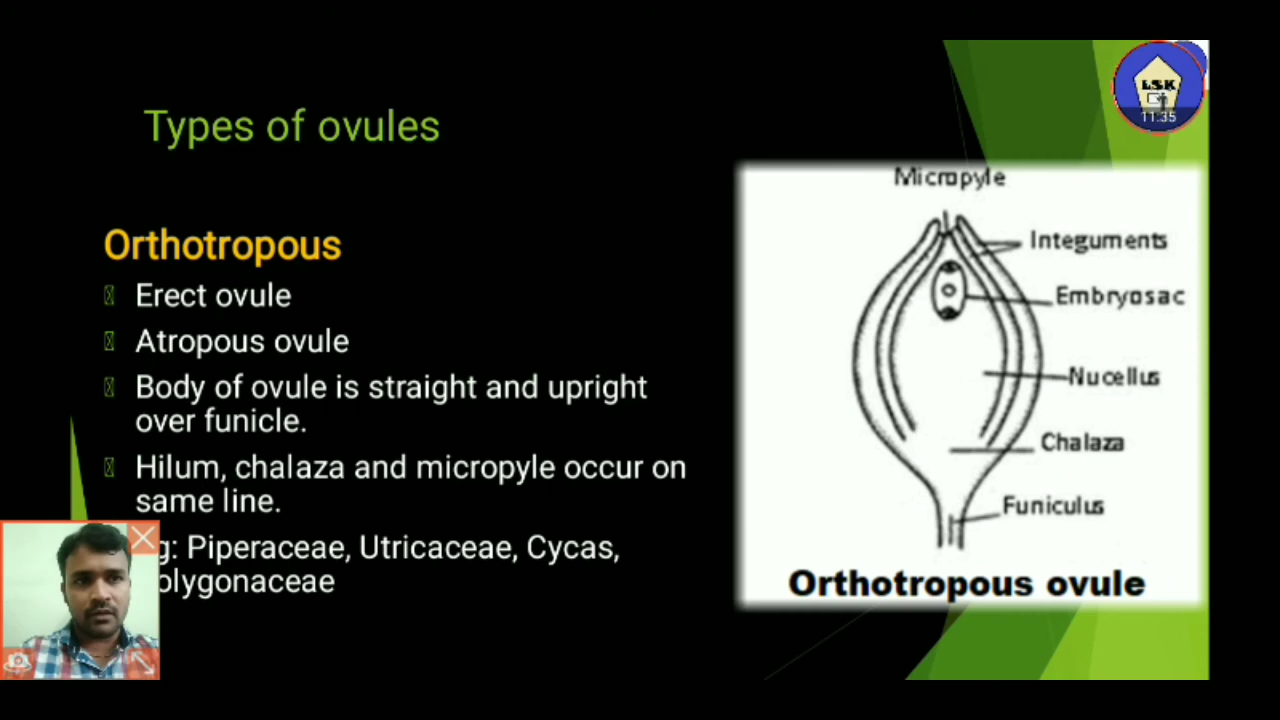 LSK
11:35
Types of ovules
Orthotropous
Erect ovule
Atropous ovule
Body of ovule is straight and upright
over funicle.
Hilum, chalaza and micropyle occur on
same line.
g: Piperaceae, Utricaceae, Cycas,
olygonaceae
Micropyle
Integuments
Embryosac
Nucellus
Chalaza
Funiculus
Orthotropous ovule